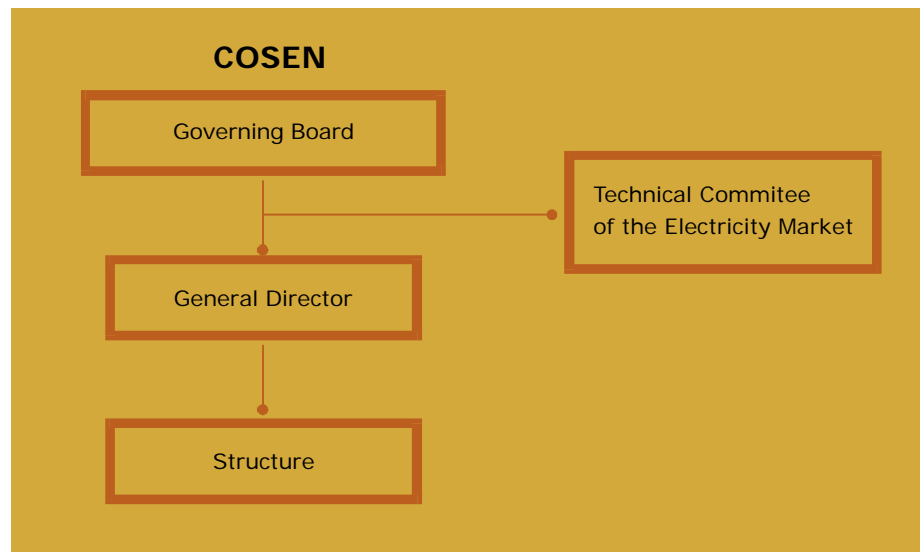 COSEN
Governing Board
Technical Commitee
of the Electricity Market
General Director
Structure